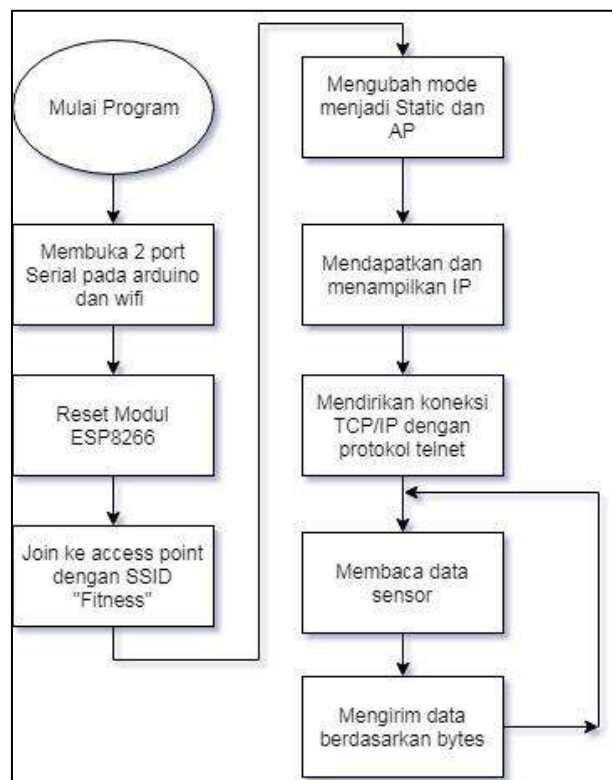 Mulai Program
Membuka 2 port
Serial pada arduino
dan wifi
Reset Modul
ESP8266
Join ke access point
dengan SSID
"Fitness"
Mengubah mode
menjadi Static dan
AP
Mendapatkan dan
menampilkan IP
Mendirikan koneksi
TCP/IP dengan
protokol telnet
Membaca data
sensor
Mengirim data
berdasarkan bytes